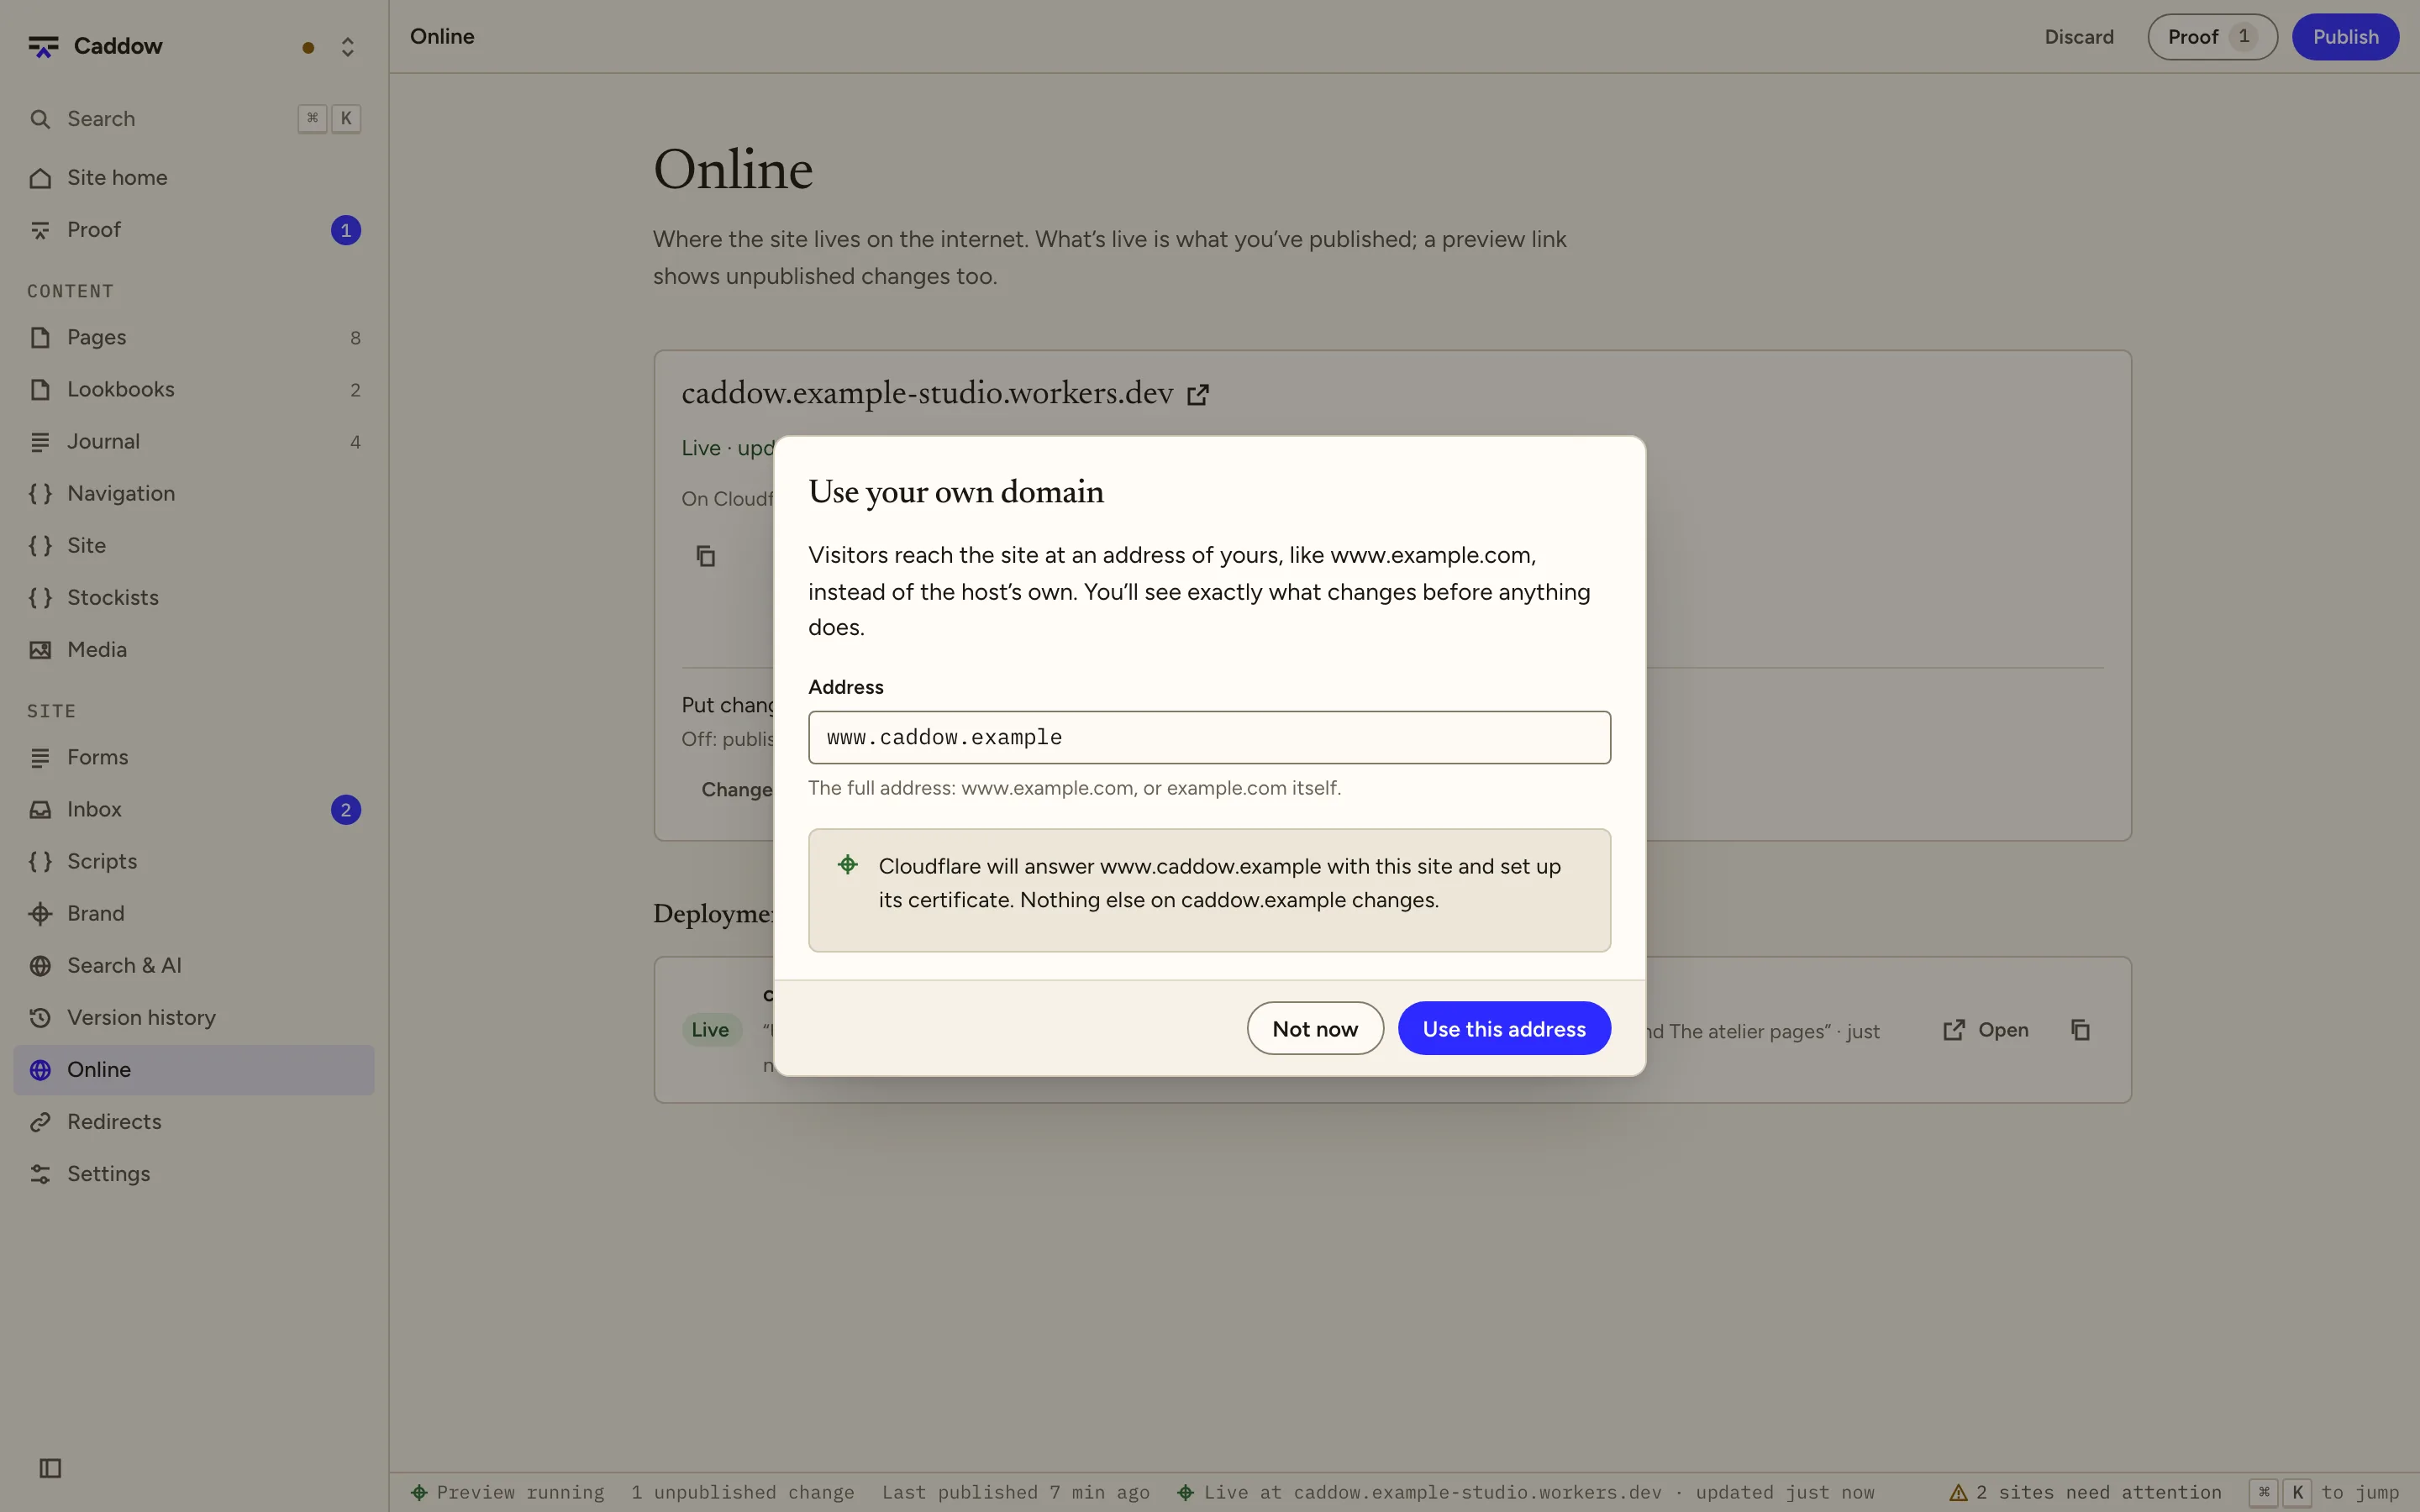 Caddow
Search ⌘ K
Site home
Proof 1
CONTENT
Pages 8
Lookbooks 2
Journal 4
Navigation
Site
Stockists
Media
SITE
Forms
Inbox 2
Scripts
Brand
Search & AI
Version history
Online
Redirects
Settings
Online
Discard
Proof 1
Publish
Online
Where the site lives on the internet. What’s live is what you’ve published; a preview link
shows unpublished changes too.
caddow.example-studio.workers.dev
Live ·
On
Put
Off:
Change
Use your own domain
Visitors reach the site at an address of yours, like www.example.com,
instead of the host’s own. You’ll see exactly what changes before anything
does.
Address
www.caddow.example
The full address: www.example.com, or example.com itself.
Cloudflare will answer www.caddow.example with this site and set up
its certificate. Nothing else on caddow.example changes.
Not now
Use this address
Live
The atelier pages” · just
Open
Preview running
1 unpublished change
Last published 7 min ago
Live at caddow.example-studio.workers.dev · updated just now
2 sites need attention
⌘ K to jump